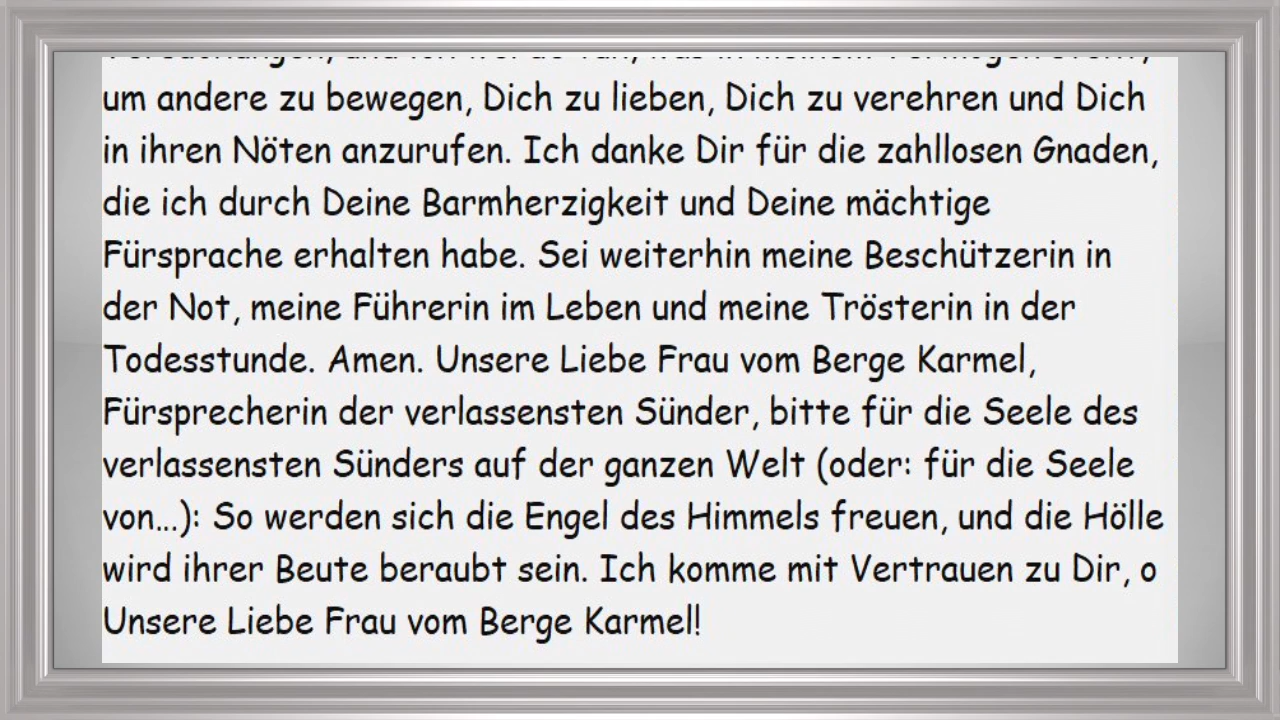 um andere zu bewegen, Dich zu lieben, Dich zu verehren und Dich
in ihren Nöten anzurufen. Ich danke Dir für die zahllosen Gnaden,
die ich durch Deine Barmherzigkeit und Deine mächtige
Fürsprache erhalten habe. Sei weiterhin meine Beschützerin in
der Not, meine Führerin im Leben und meine Trösterin in der
Todesstunde. Amen. Unsere Liebe Frau vom Berge Karmel,
Fürsprecherin der verlassensten Sünder, bitte für die Seele des
verlassensten Sünders auf der ganzen Welt (oder: für die Seele
von...): So werden sich die Engel des Himmels freuen, und die Hölle
wird ihrer Beute beraubt sein. Ich komme mit Vertrauen zu Dir, o
Unsere Liebe Frau vom Berge Karmel!